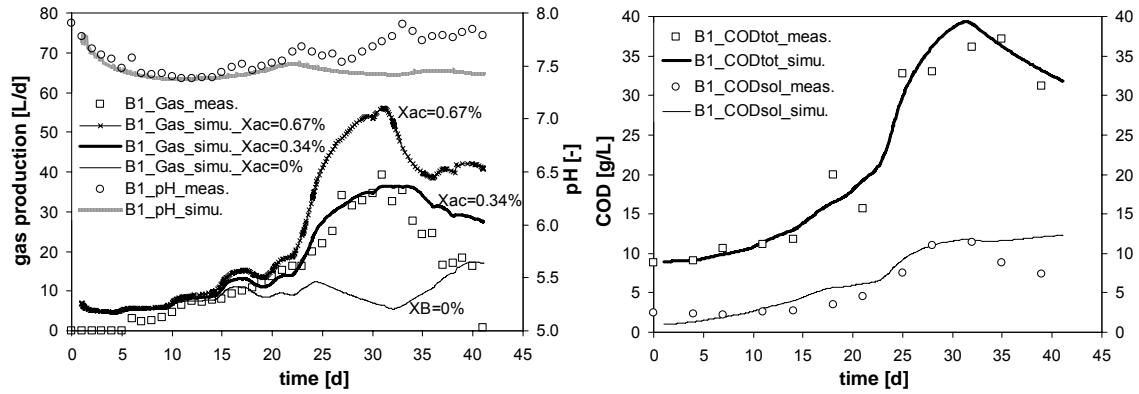 80
70
60
50
40
30
20
10
0
gas production [L/d]
0 5 10 15 20 25 30 35 40 45
time [d]
8.0
7.5
7.0
6.5
6.0
5.5
5.0
pH [-]
B1_Gas_meas.
B1_Gas_simu._Xac=0.67%
B1_Gas_simu._Xac=0.34%
B1_Gas_simu._Xac=0%
B1_pH_meas.
B1_pH_simu.
Xac=0.67%
Xac=0.34%
XB=0%
40
35
30
25
20
15
10
5
0
COD [g/L]
0 5 10 15 20 25 30 35 40 45
time [d]
40
35
30
25
20
15
10
5
0
B1_CODtot_meas.
B1_CODtot_simu.
B1_CODsol_meas.
B1_CODsol_simu.